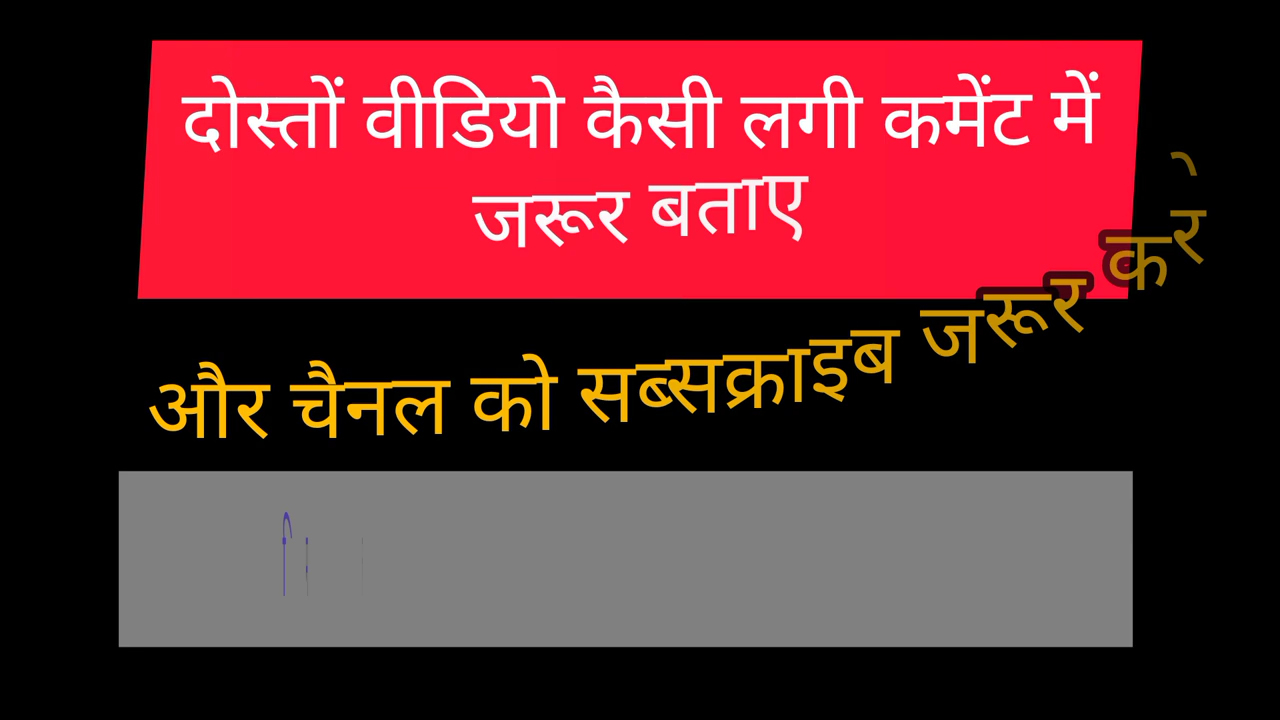 दोस्तों वीडियो कैसी लगी कमेंट में
जरूर बताए
और चैनल को सब्सक्राइब जरूर करे